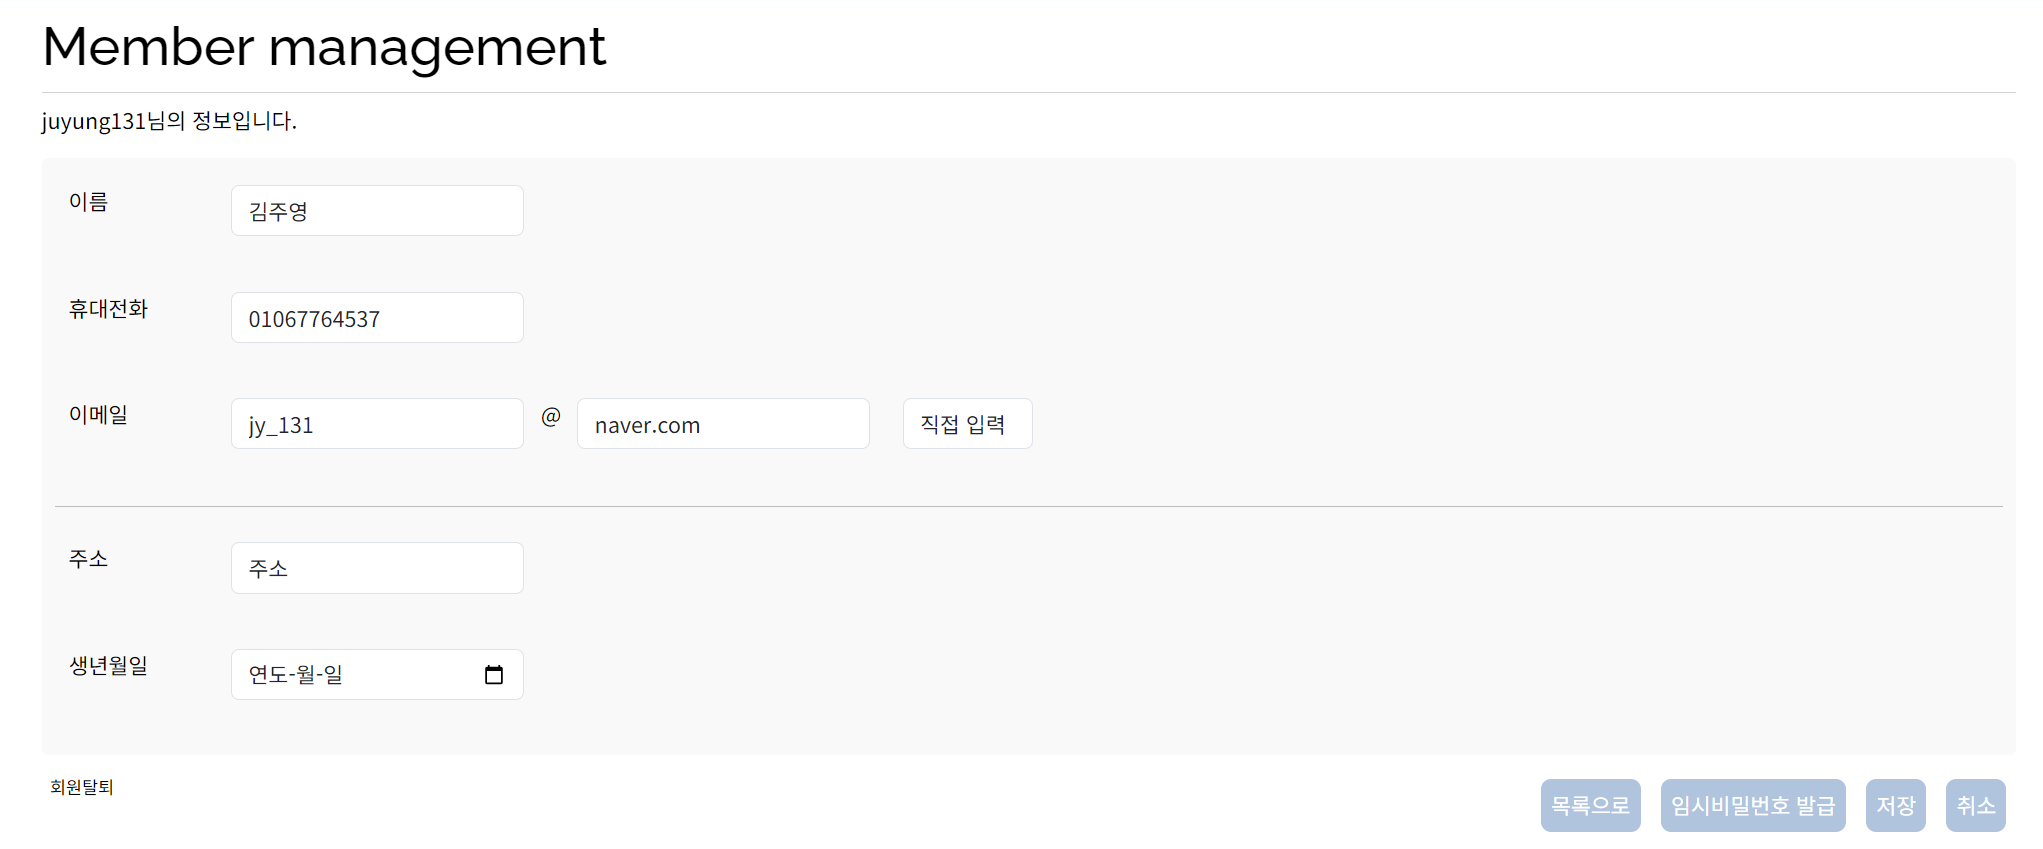 Member management
juyung131님의 정보입니다.
이름 김주영
휴대전화 01067764537
이메일 jy_131 @ naver.com 직접 입력
주소 주소
생년월일 연도-월-일
회원탈퇴 목록으로 임시비밀번호 발급 저장 취소